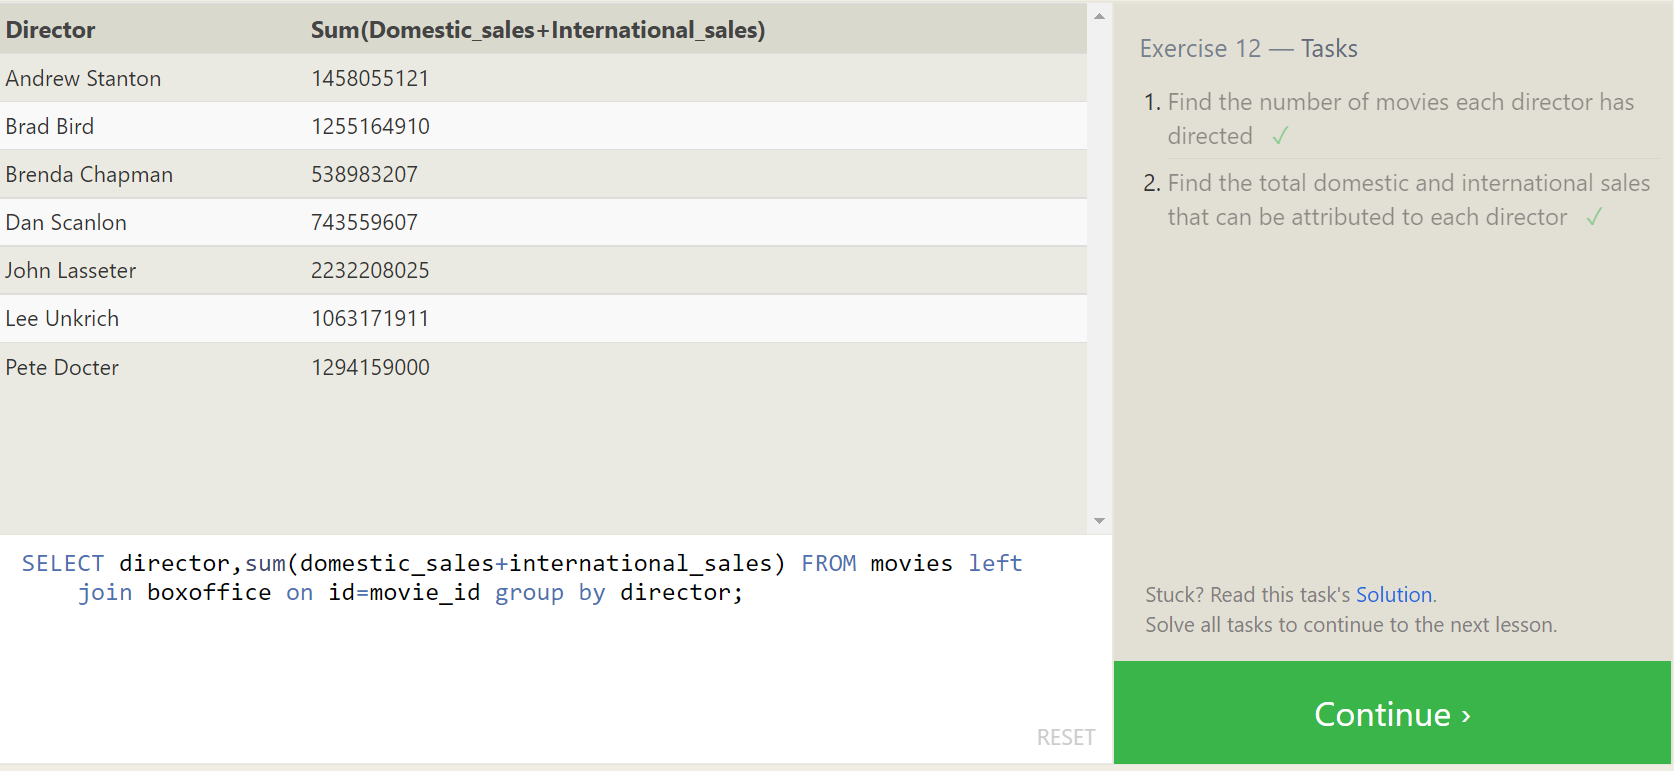 Director Sum(Domestic_sales+International_sales)
Andrew Stanton 1458055121
Brad Bird 1255164910
Brenda Chapman 538983207
Dan Scanlon 743559607
John Lasseter 2232208025
Lee Unkrich 1063171911
Pete Docter 1294159000
SELECT director,sum(domestic_sales+international_sales) FROM movies left
join boxoffice on id=movie_id group by director;
RESET
Exercise 12 — Tasks
1. Find the number of movies each director has
directed ✓
2. Find the total domestic and international sales
that can be attributed to each director ✓
Stuck? Read this task's Solution.
Solve all tasks to continue to the next lesson.
Continue ›